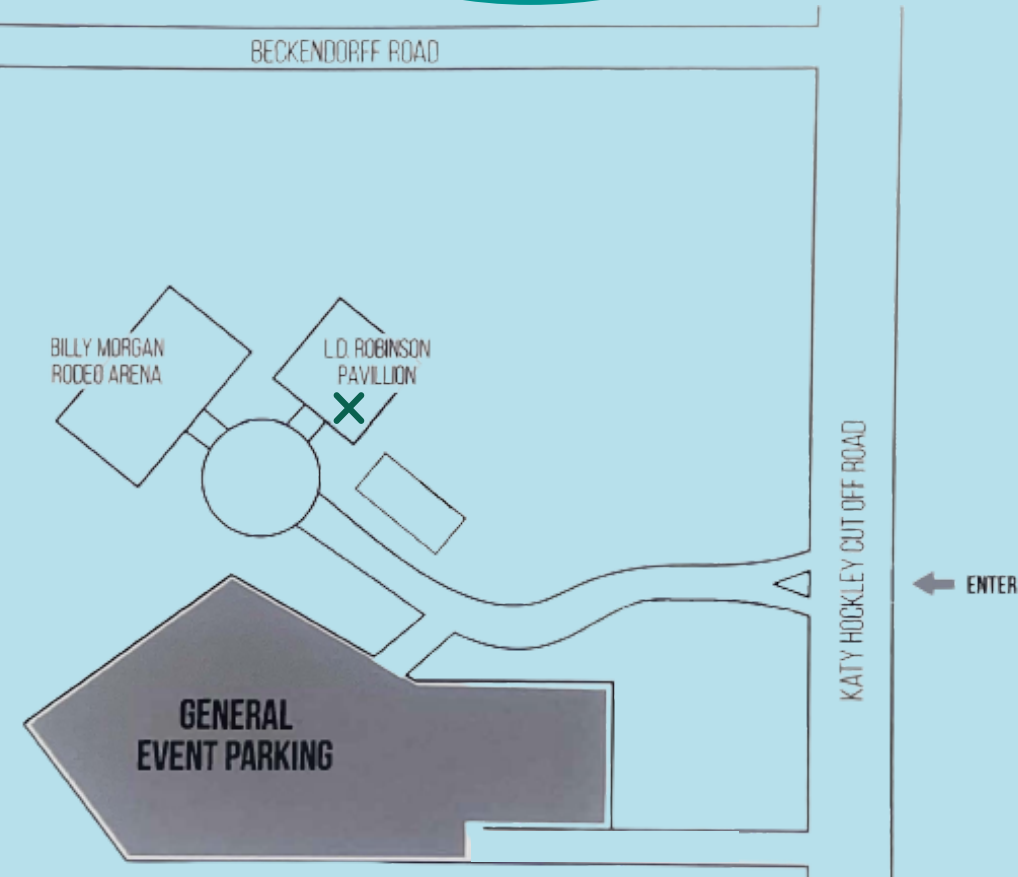 BECKENDORFF ROAD
BILLY MORGAN
RODEO ARENA
L.D. ROBINSON
PAVILLION
KATY HOCKLEY CUT OFF ROAD
ENTER
GENERAL
EVENT PARKING